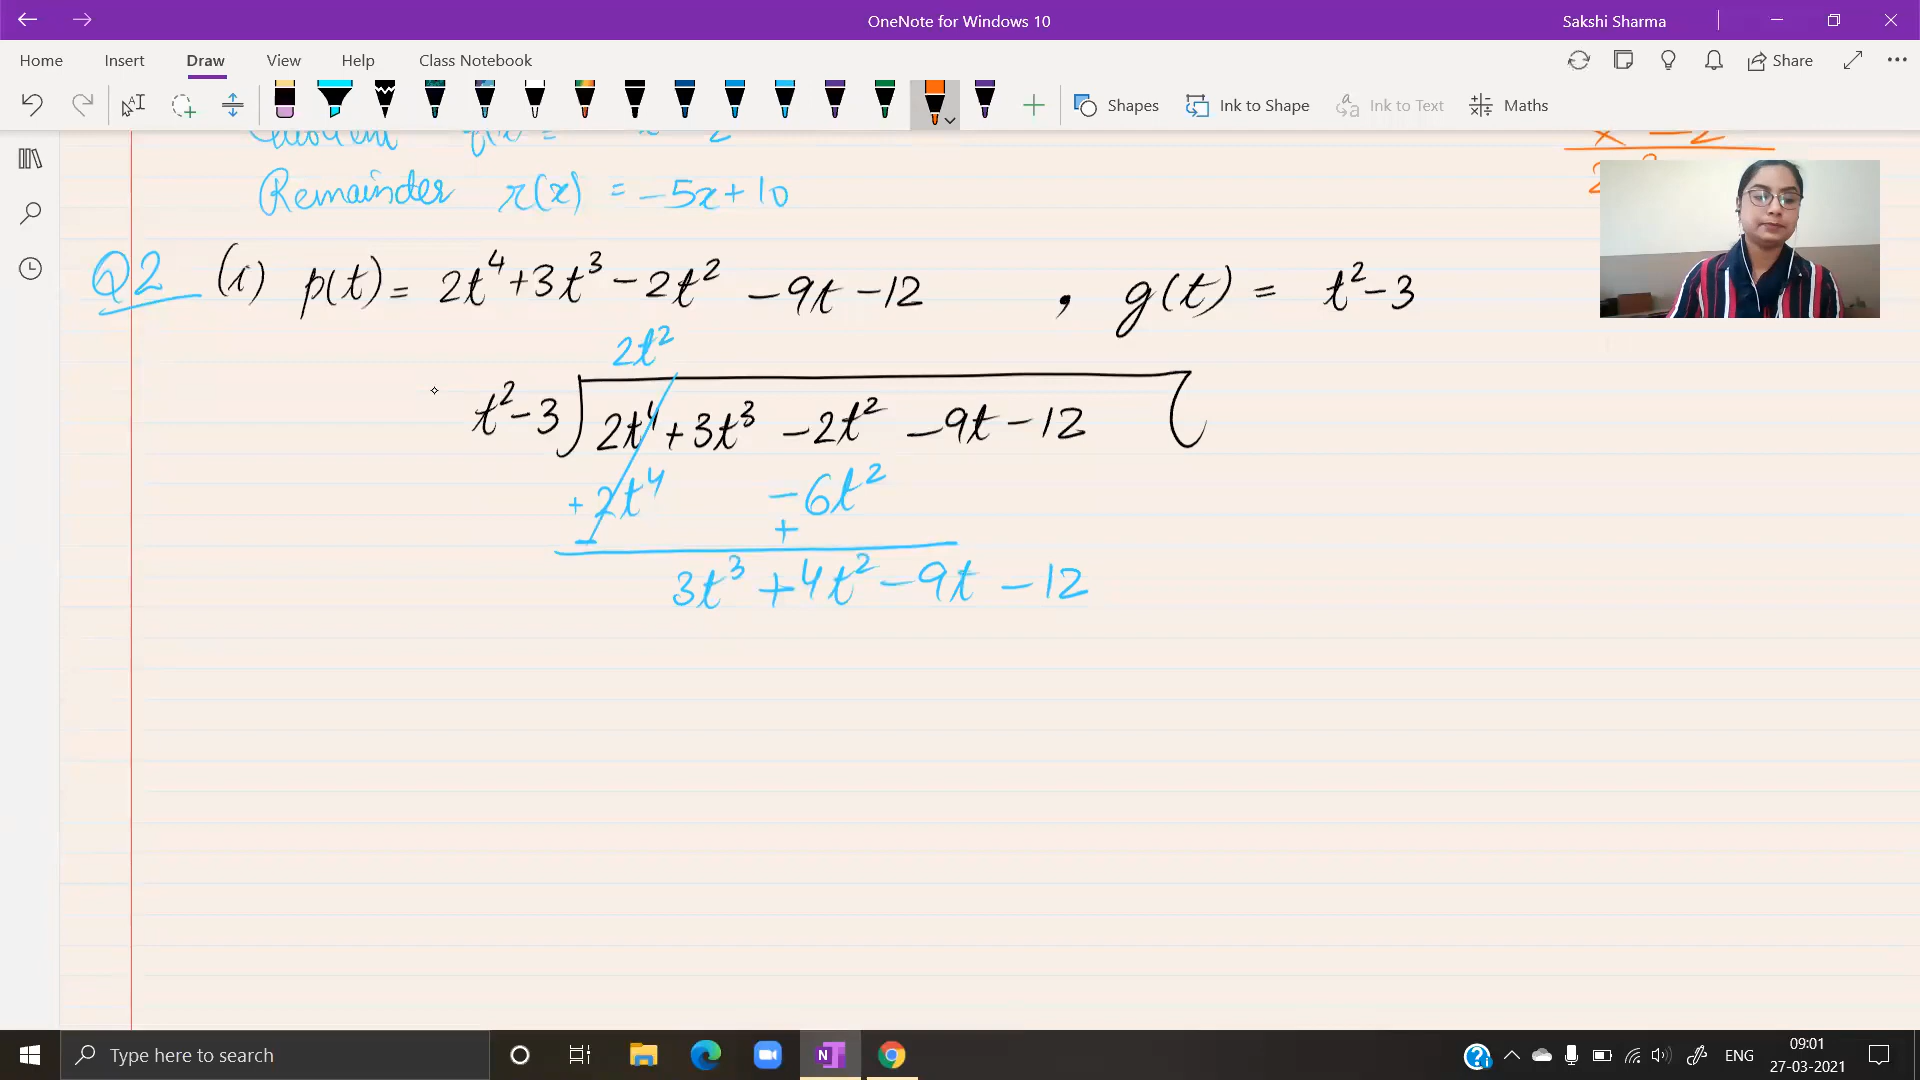 OneNote for Windows 10
Sakshi Sharma
Home Insert Draw View Help Class Notebook
Share
Shapes Ink to Shape Ink to Text Maths
Remainder r(x) = -5x+10
Q2 (i) p(t) = 2t⁴+3t³-2t²-9t-12 , g(t) = t²-3
2t²
t²-3 ) 2t⁴+3t³-2t²-9t-12 (
+2t⁴ -6t²
- +
3t³+4t²-9t-12
Type here to search
ENG
09:01
27-03-2021